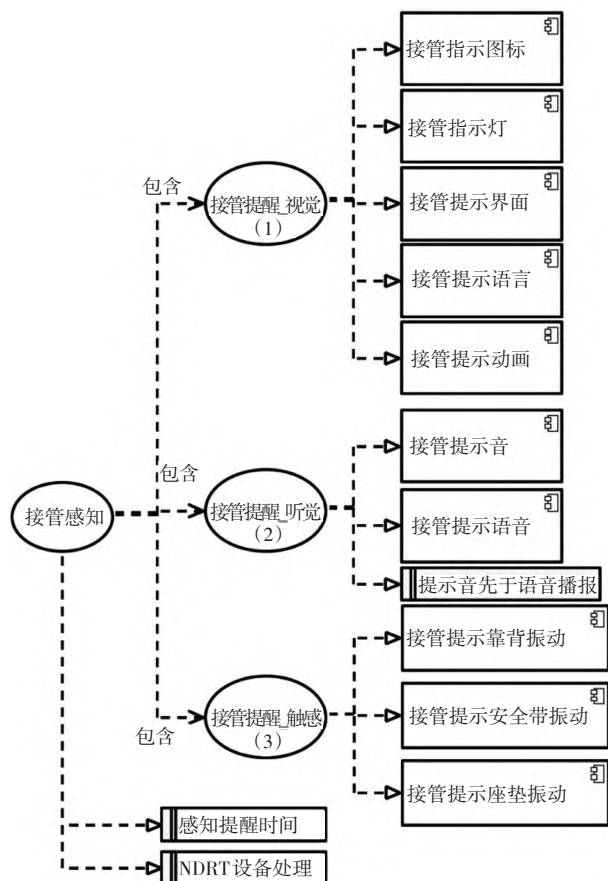 接管指示图标
接管指示灯
包含
接管提醒_视觉
（1）
接管提示界面
接管提示语言
接管提示动画
接管提示音
包含
接管感知
接管提醒_听觉
（2）
接管提示语音
提示音先于语音播报
接管提示靠背振动
包含
接管提醒_触感
（3）
接管提示安全带振动
接管提示座垫振动
感知提醒时间
NDRT设备处理